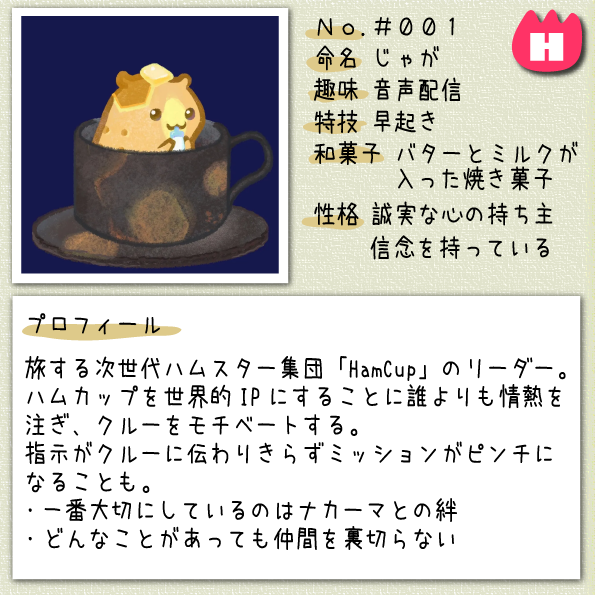 No.#001
H
命名 じゃが
趣味 音声配信
特技 早起き
和菓子 バターとミルクが
入った焼き菓子
性格 誠実な心の持ち主
信念を持っている
プロフィール
旅する次世代ハムスター集団「HamCup」のリーダー。
ハムカップを世界的IPにすることに誰よりも情熱を
注ぎ、クルーをモチベートする。
指示がクルーに伝わりきらずミッションがピンチに
なることも。
・一番大切にしているのはナカーマとの絆
・どんなことがあっても仲間を裏切らない